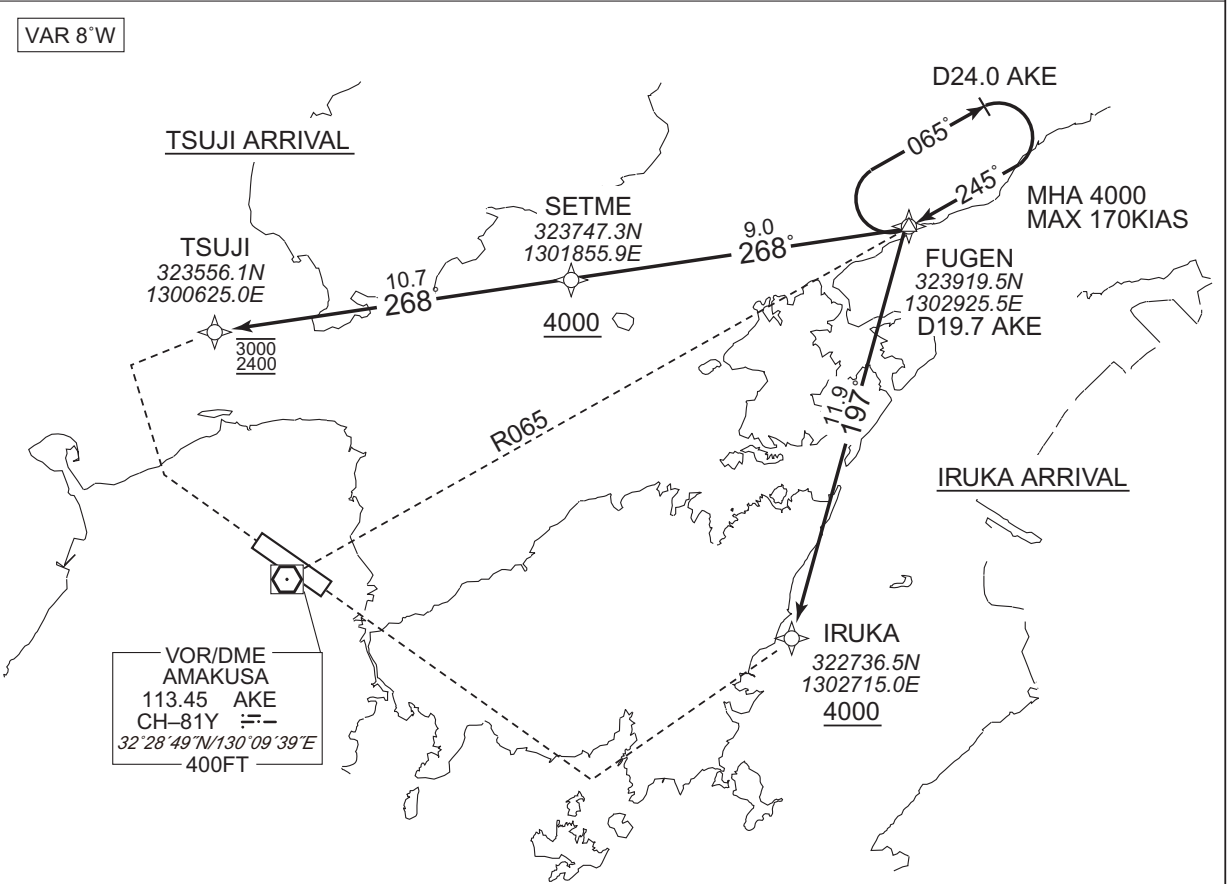 VAR 8°W
D24.0 AKE
TSUJI ARRIVAL
065°
245°
MHA 4000
MAX 170KIAS
SETME
323747.3N
1301855.9E
9.0
268°
TSUJI
323556.1N
1300625.0E
10.7
268°
FUGEN
323919.5N
1302925.5E
D19.7 AKE
4000
3000
2400
11.9
197°
R065
IRUKA ARRIVAL
IRUKA
322736.5N
1302715.0E
4000
VOR/DME
AMAKUSA
113.45 AKE
CH–81Y
32°28′49″N/130°09′39″E
400FT